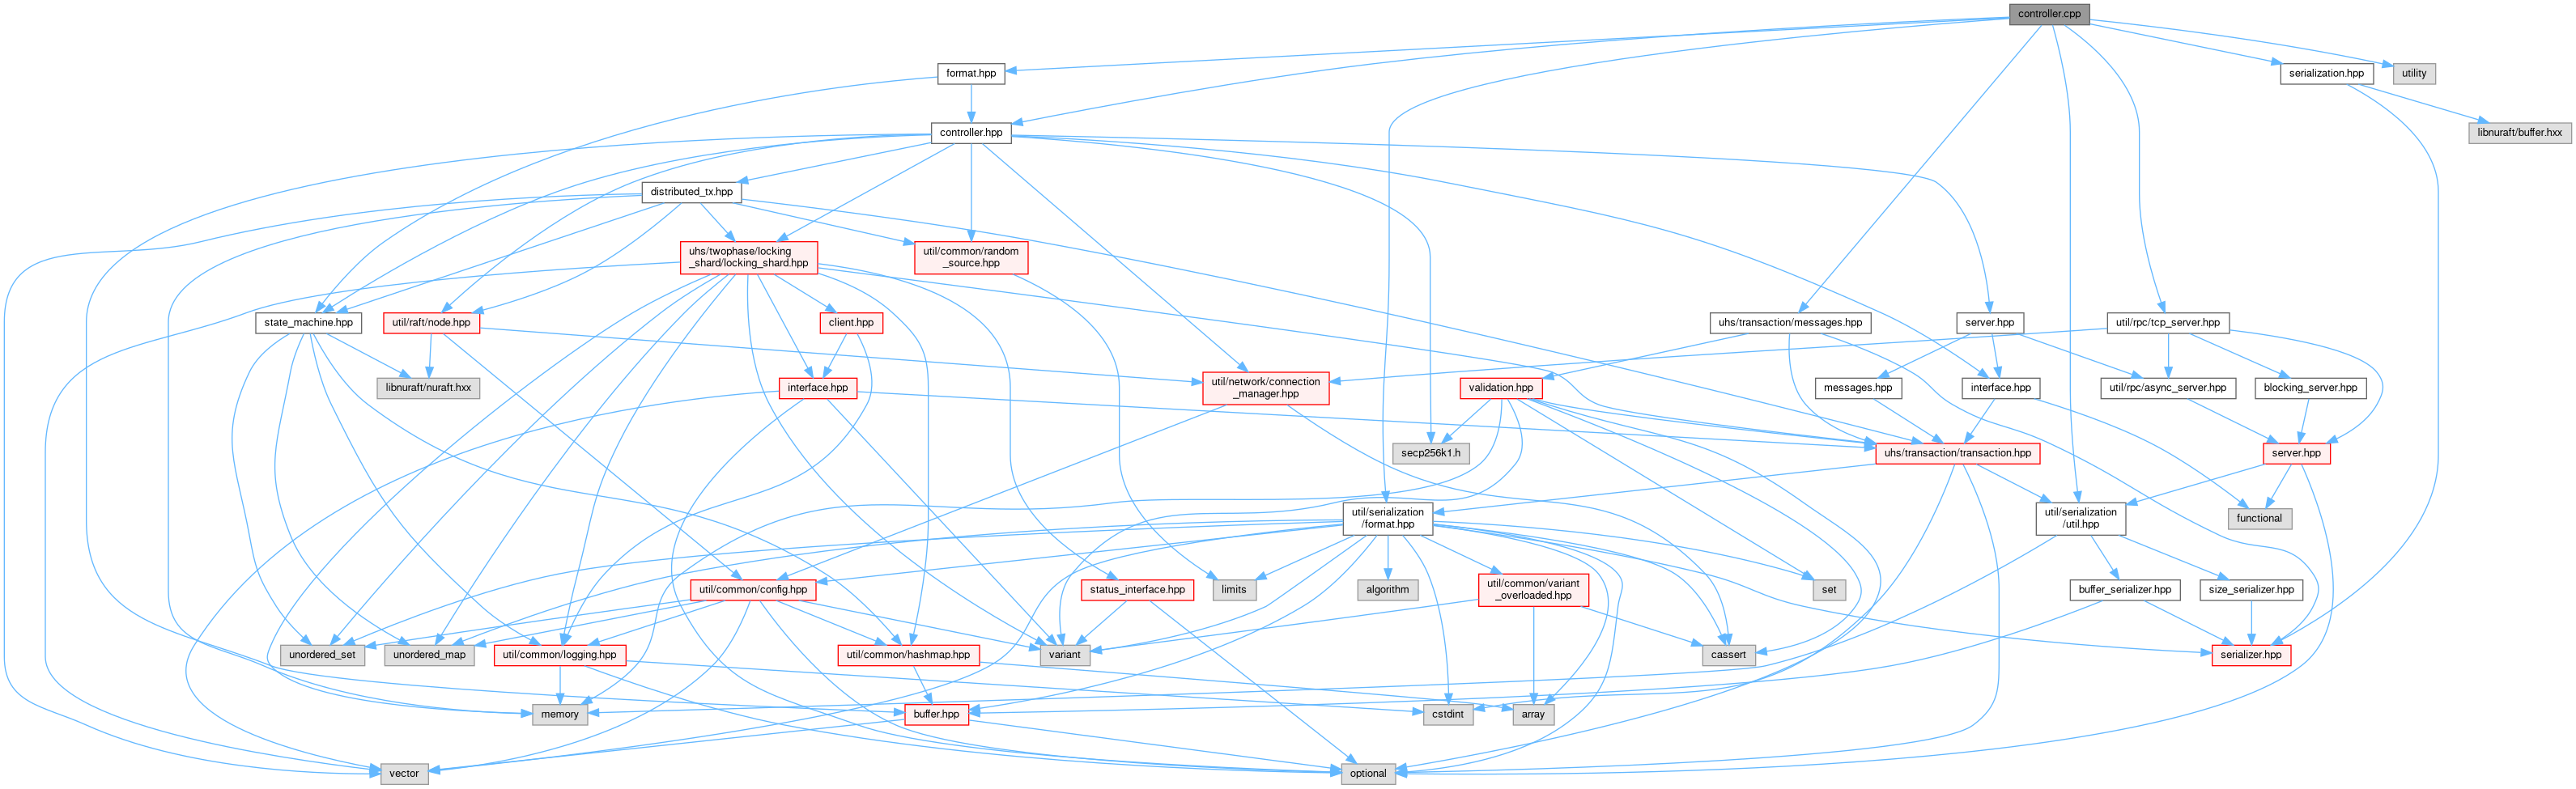 controller.cpp
format.hpp
serialization.hpp
utility
controller.hpp
libnuraft/buffer.hxx
distributed_tx.hpp
uhs/twophase/locking
_shard/locking_shard.hpp
util/common/random
_source.hpp
state_machine.hpp
util/raft/node.hpp
client.hpp
uhs/transaction/messages.hpp
server.hpp
util/rpc/tcp_server.hpp
libnuraft/nuraft.hxx
interface.hpp
util/network/connection
_manager.hpp
validation.hpp
messages.hpp
interface.hpp
util/rpc/async_server.hpp
blocking_server.hpp
secp256k1.h
uhs/transaction/transaction.hpp
server.hpp
util/serialization
/format.hpp
util/serialization
/util.hpp
functional
util/common/config.hpp
status_interface.hpp
limits
algorithm
util/common/variant
_overloaded.hpp
set
buffer_serializer.hpp
size_serializer.hpp
unordered_set
unordered_map
util/common/logging.hpp
util/common/hashmap.hpp
variant
cassert
serializer.hpp
memory
buffer.hpp
cstdint
array
vector
optional